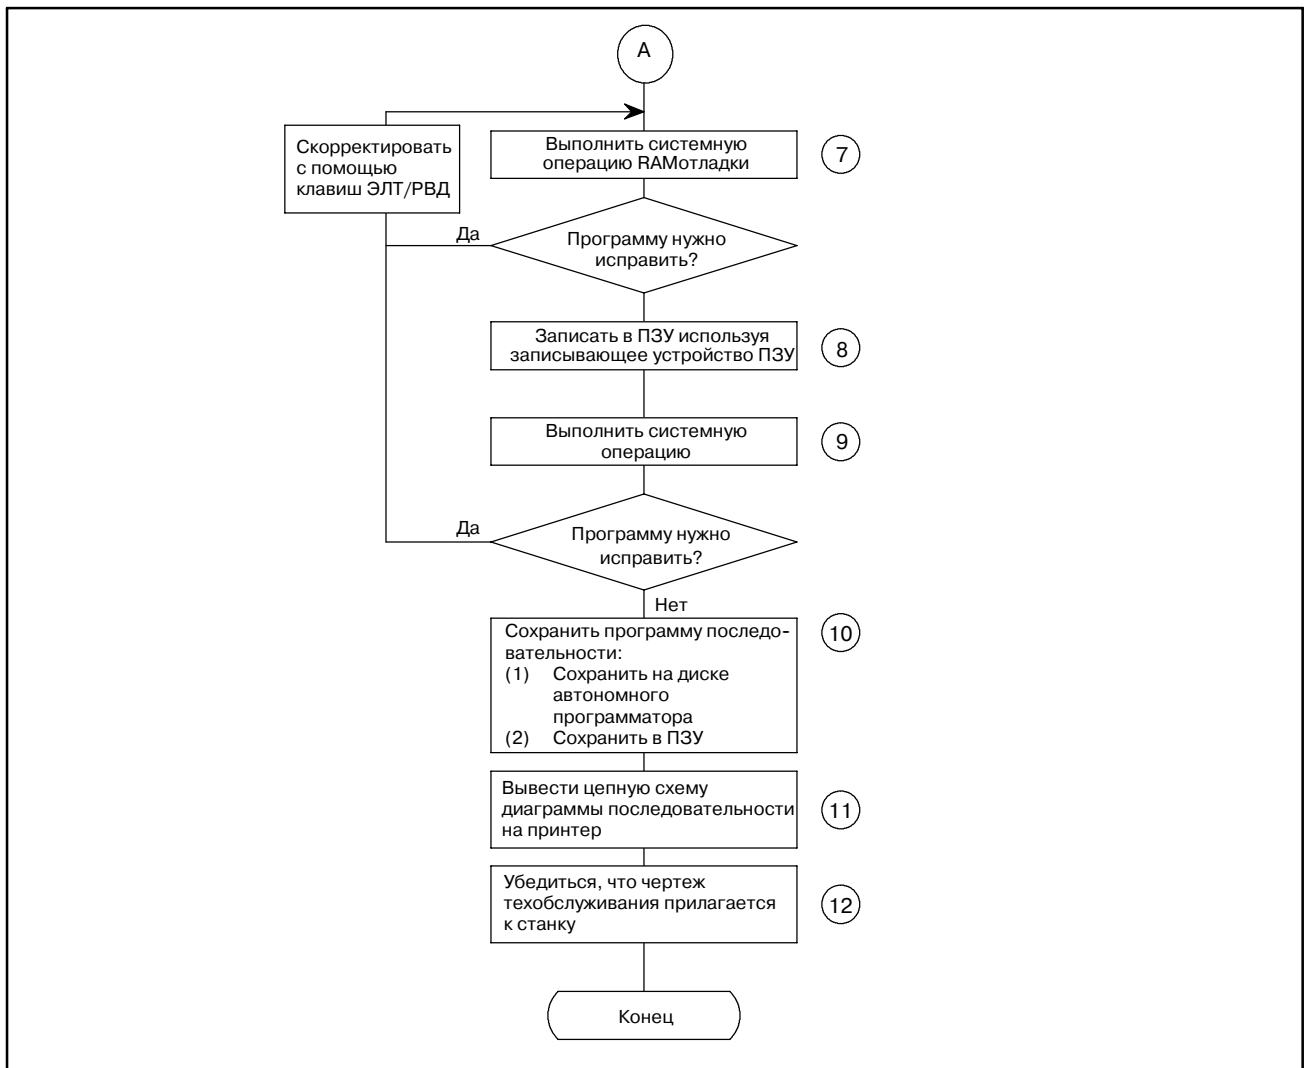 А
Скорректировать
с помощью
клавиш ЭЛТ/РВД
Выполнить системную
операцию RAMотладки
7
Да
Программу нужно
исправить?
Записать в ПЗУ используя
записывающее устройство ПЗУ
8
Выполнить системную
операцию
9
Да
Программу нужно
исправить?
Нет
Сохранить программу последо-
вательности:
(1) Сохранить на диске
автономного
программатора
(2) Сохранить в ПЗУ
10
Вывести цепную схему
диаграммы последовательности
на принтер
11
Убедиться, что чертеж
техобслуживания прилагается
к станку
12
Конец